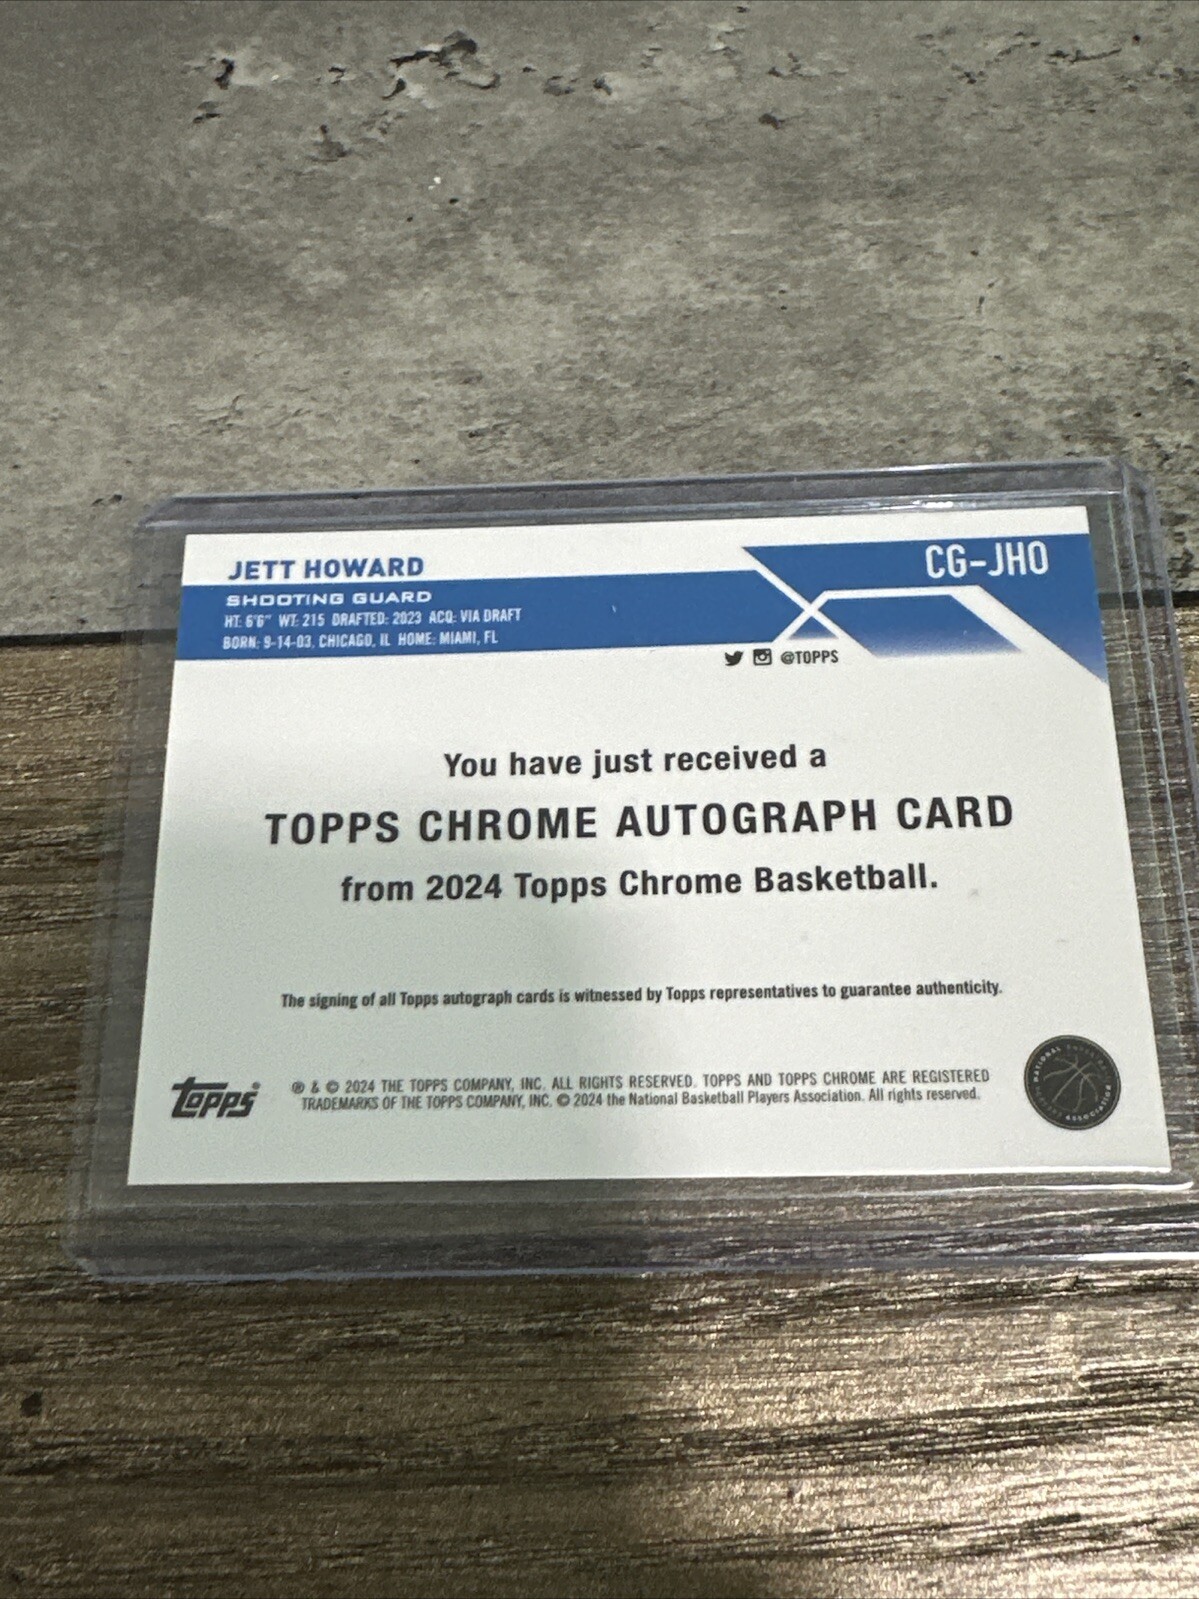 JETT HOWARD
CG-JHO
SHOOTING GUARD
HT: 6'6" WT: 215 DRAFTED: 2023 ACQ: VIA DRAFT
BORN: 9-14-03, CHICAGO, IL HOME: MIAMI, FL
@TOPPS
You have just received a
TOPPS CHROME AUTOGRAPH CARD
from 2024 Topps Chrome Basketball.
The signing of all Topps autograph cards is witnessed by Topps representatives to guarantee authenticity.
Topps
® & © 2024 THE TOPPS COMPANY, INC. ALL RIGHTS RESERVED. TOPPS AND TOPPS CHROME ARE REGISTERED
TRADEMARKS OF THE TOPPS COMPANY, INC. © 2024 the National Basketball Players Association. All rights reserved.
NATIONAL BASKETBALL
ASSOCIATION